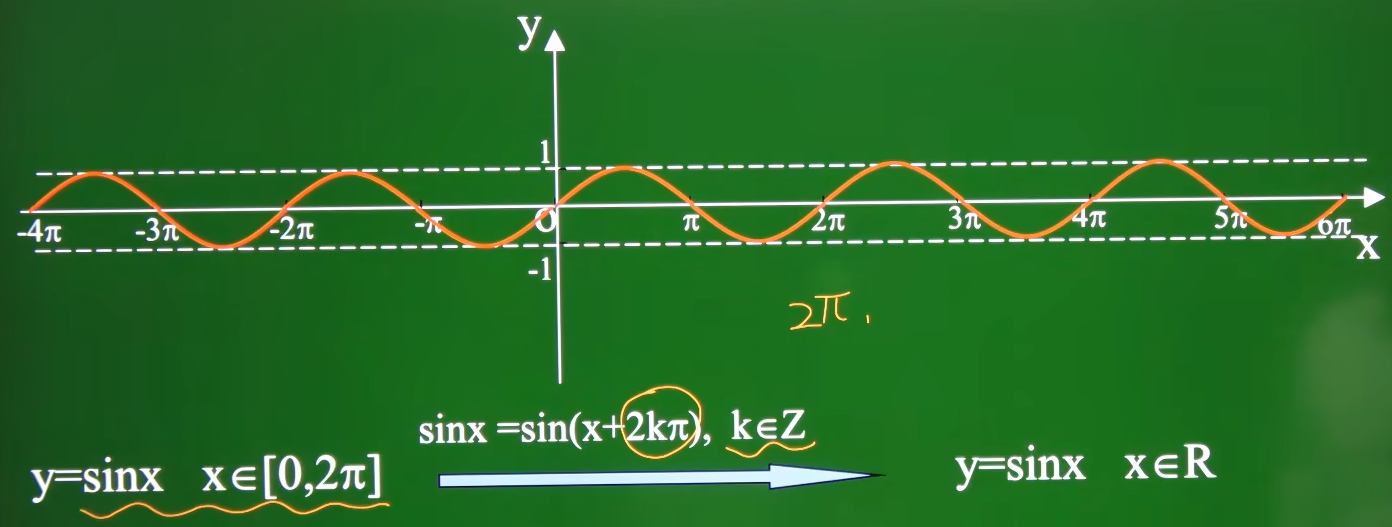 y
1
-4π -3π -2π -π O π 2π 3π 4π 5π 6π x
-1
2π,
sinx =sin(x+2kπ), k∈Z
y=sinx x∈[0,2π] y=sinx x∈R